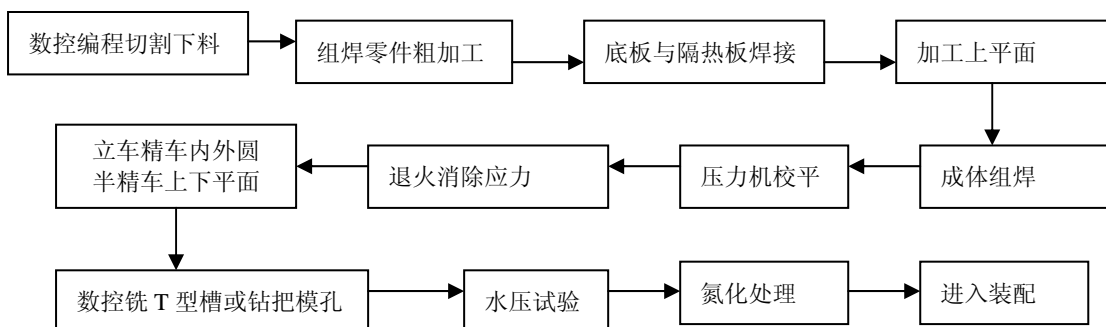 数控编程切割下料
组焊零件粗加工
底板与隔热板焊接
加工上平面
成体组焊
压力机校平
退火消除应力
立车精车内外圆
半精车上下平面
数控铣 T 型槽或钻把模孔
水压试验
氮化处理
进入装配